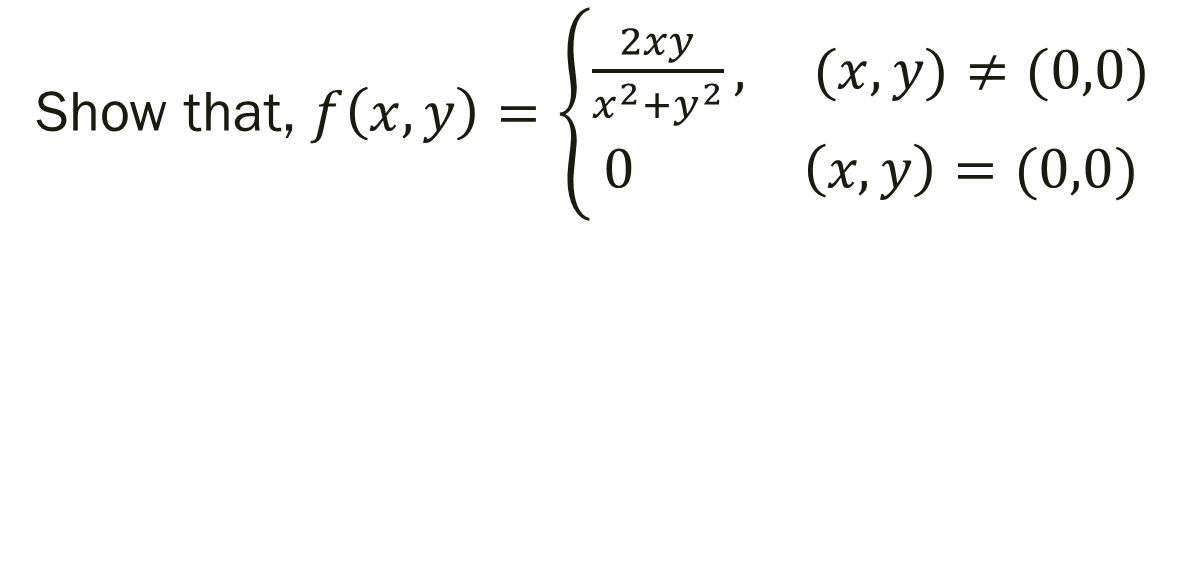 Show that, f(x, y) = { 2xy / x² + y² , (x, y) ≠ (0,0)
0 (x, y) = (0,0)